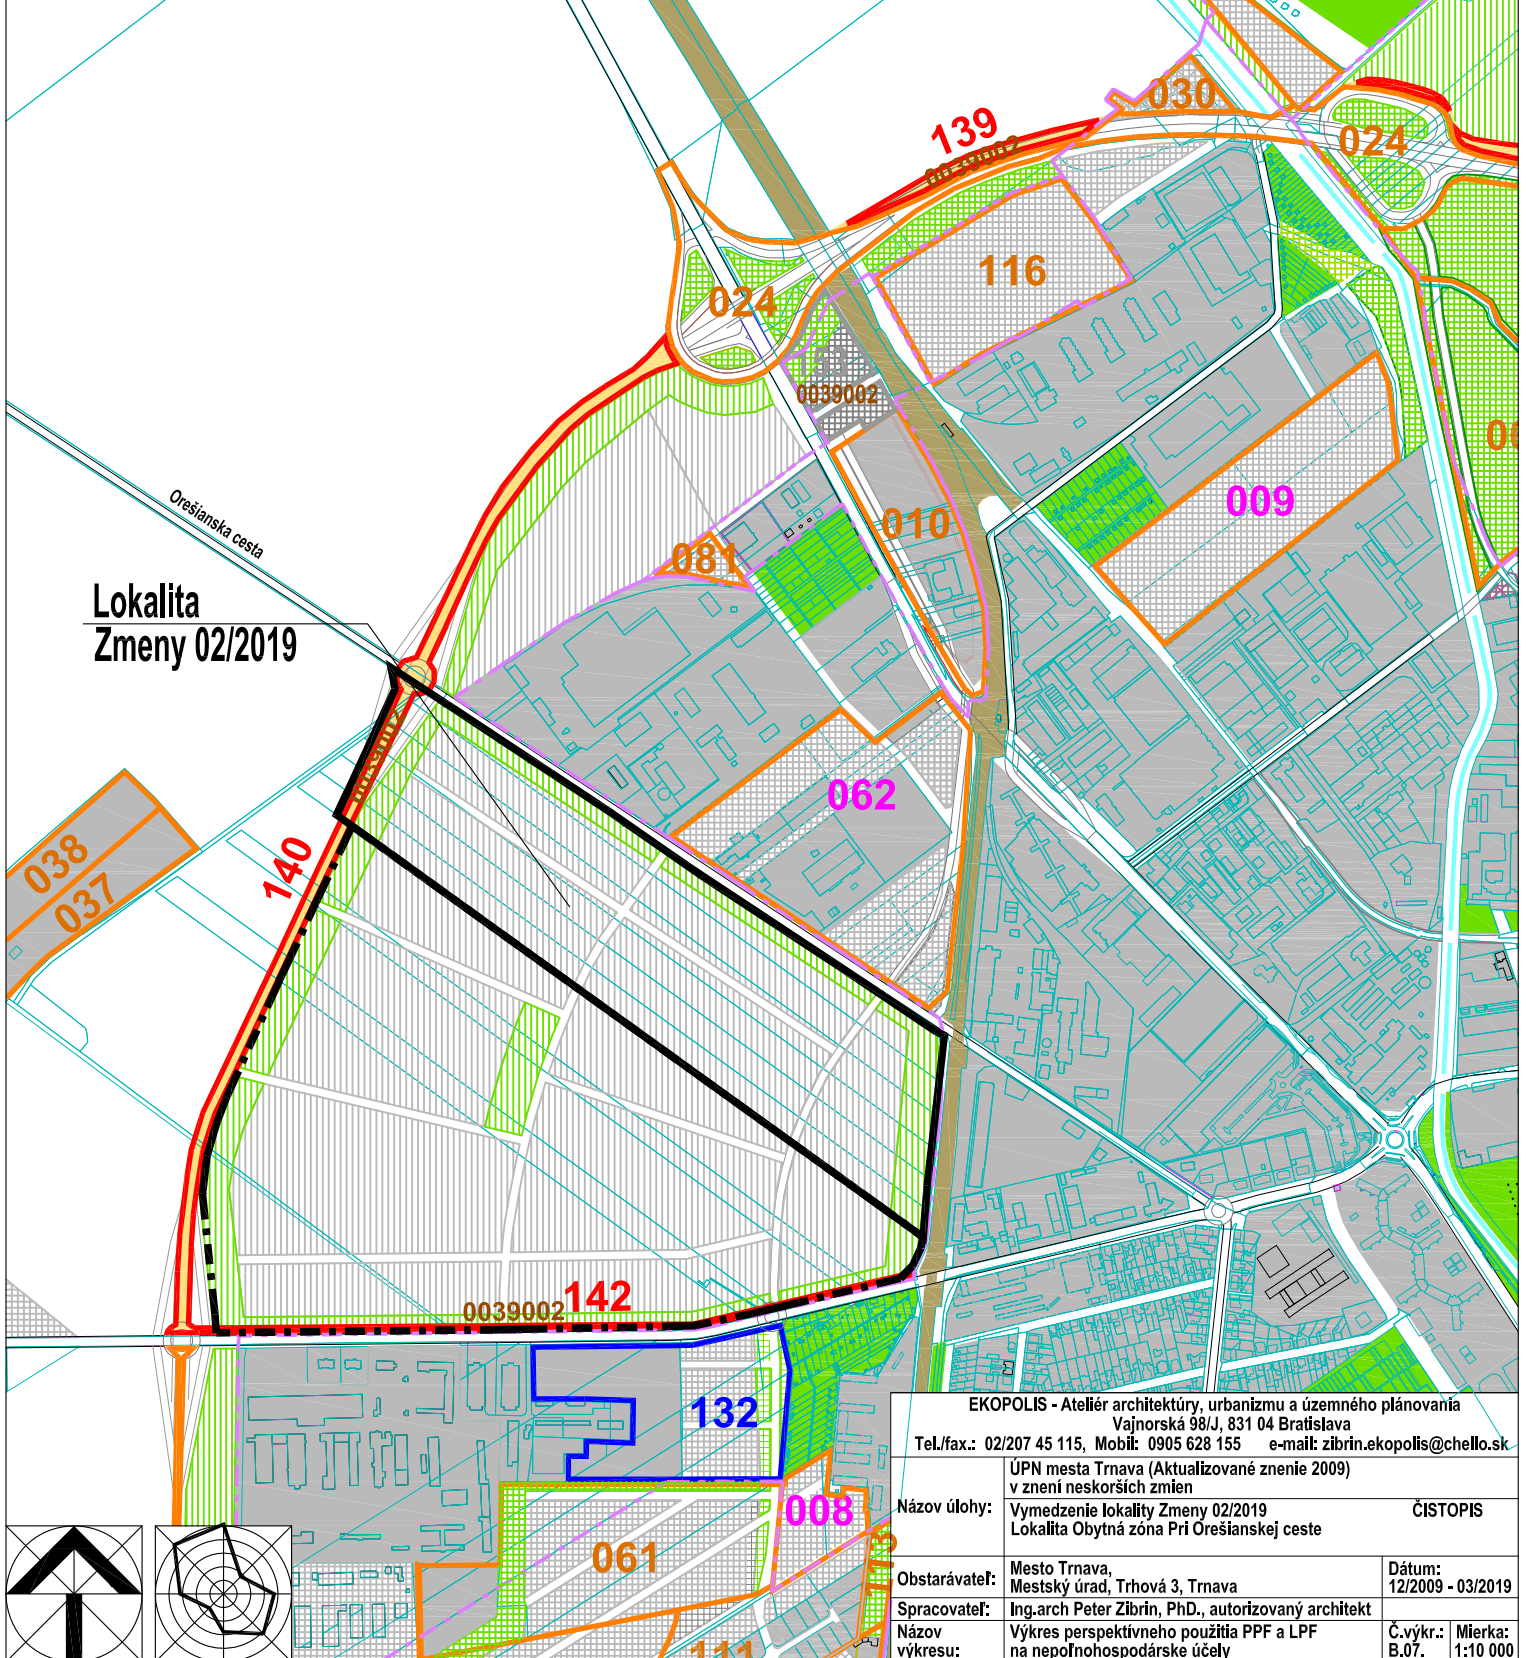 030
139
0039002
024
116
024
153
0039002
009
Orešianska cesta
010
081
Lokalita
Zmeny 02/2019
0039002
062
038
037
140
142
0039002
132
008
061
113
111
EKOPOLIS - Ateliér architektúry, urbanizmu a územného plánovania
Vajnorská 98/J, 831 04 Bratislava
Tel./fax.: 02/207 45 115, Mobil: 0905 628 155 e-mail: zibrin.ekopolis@chello.sk
Názov úlohy:
ÚPN mesta Trnava (Aktualizované znenie 2009)
v znení neskorších zmien
Vymedzenie lokality Zmeny 02/2019 ČISTOPIS
Lokalita Obytná zóna Pri Orešianskej ceste
Obstarávateľ:
Mesto Trnava,
Mestský úrad, Trhová 3, Trnava
Dátum:
12/2009 - 03/2019
Spracovateľ: Ing.arch Peter Zibrin, PhD., autorizovaný architekt
Názov
výkresu:
Výkres perspektívneho použitia PPF a LPF
na nepoľnohospodárske účely
Č.výkr.:
B.07.
Mierka:
1:10 000